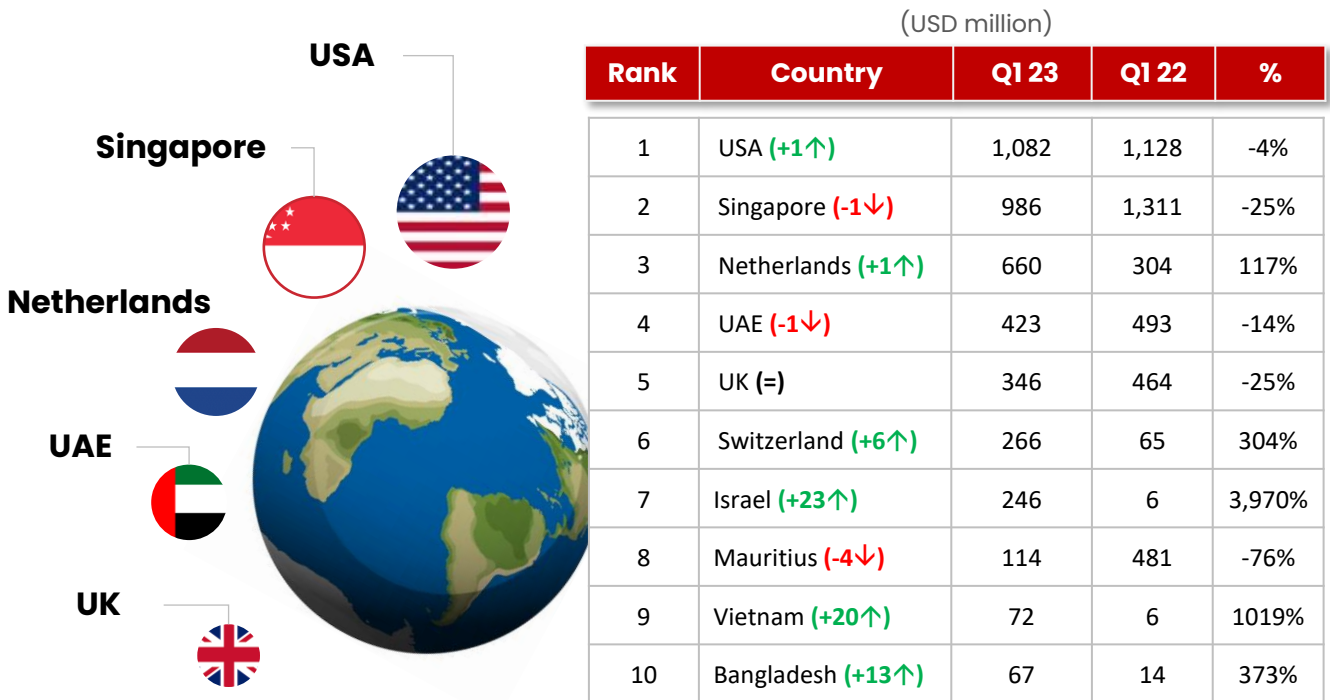 (USD million)
USA
Singapore
Netherlands
UAE
UK
Rank Country Q1 23 Q1 22 %
1 USA (+1↑) 1,082 1,128 -4%
2 Singapore (-1↓) 986 1,311 -25%
3 Netherlands (+1↑) 660 304 117%
4 UAE (-1↓) 423 493 -14%
5 UK (=) 346 464 -25%
6 Switzerland (+6↑) 266 65 304%
7 Israel (+23↑) 246 6 3,970%
8 Mauritius (-4↓) 114 481 -76%
9 Vietnam (+20↑) 72 6 1019%
10 Bangladesh (+13↑) 67 14 373%